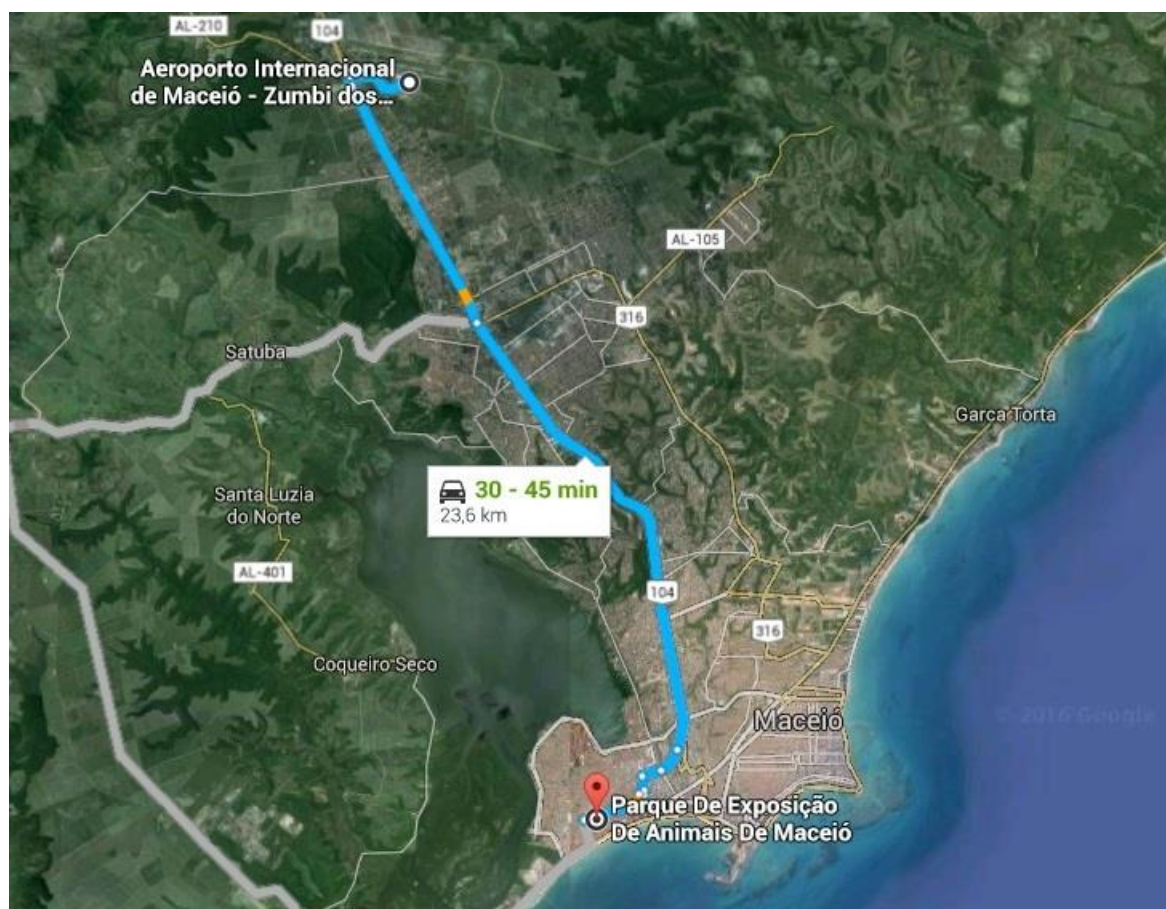 AL-210
104
Aeroporto Internacional
de Maceió - Zumbi dos...
AL-105
316
Satuba
Garca Torta
30 - 45 min
23,6 km
Santa Luzia
do Norte
AL-401
104
316
Coqueiro Seco
Maceió
© 2016 Google
Parque De Exposição
De Animais De Maceió